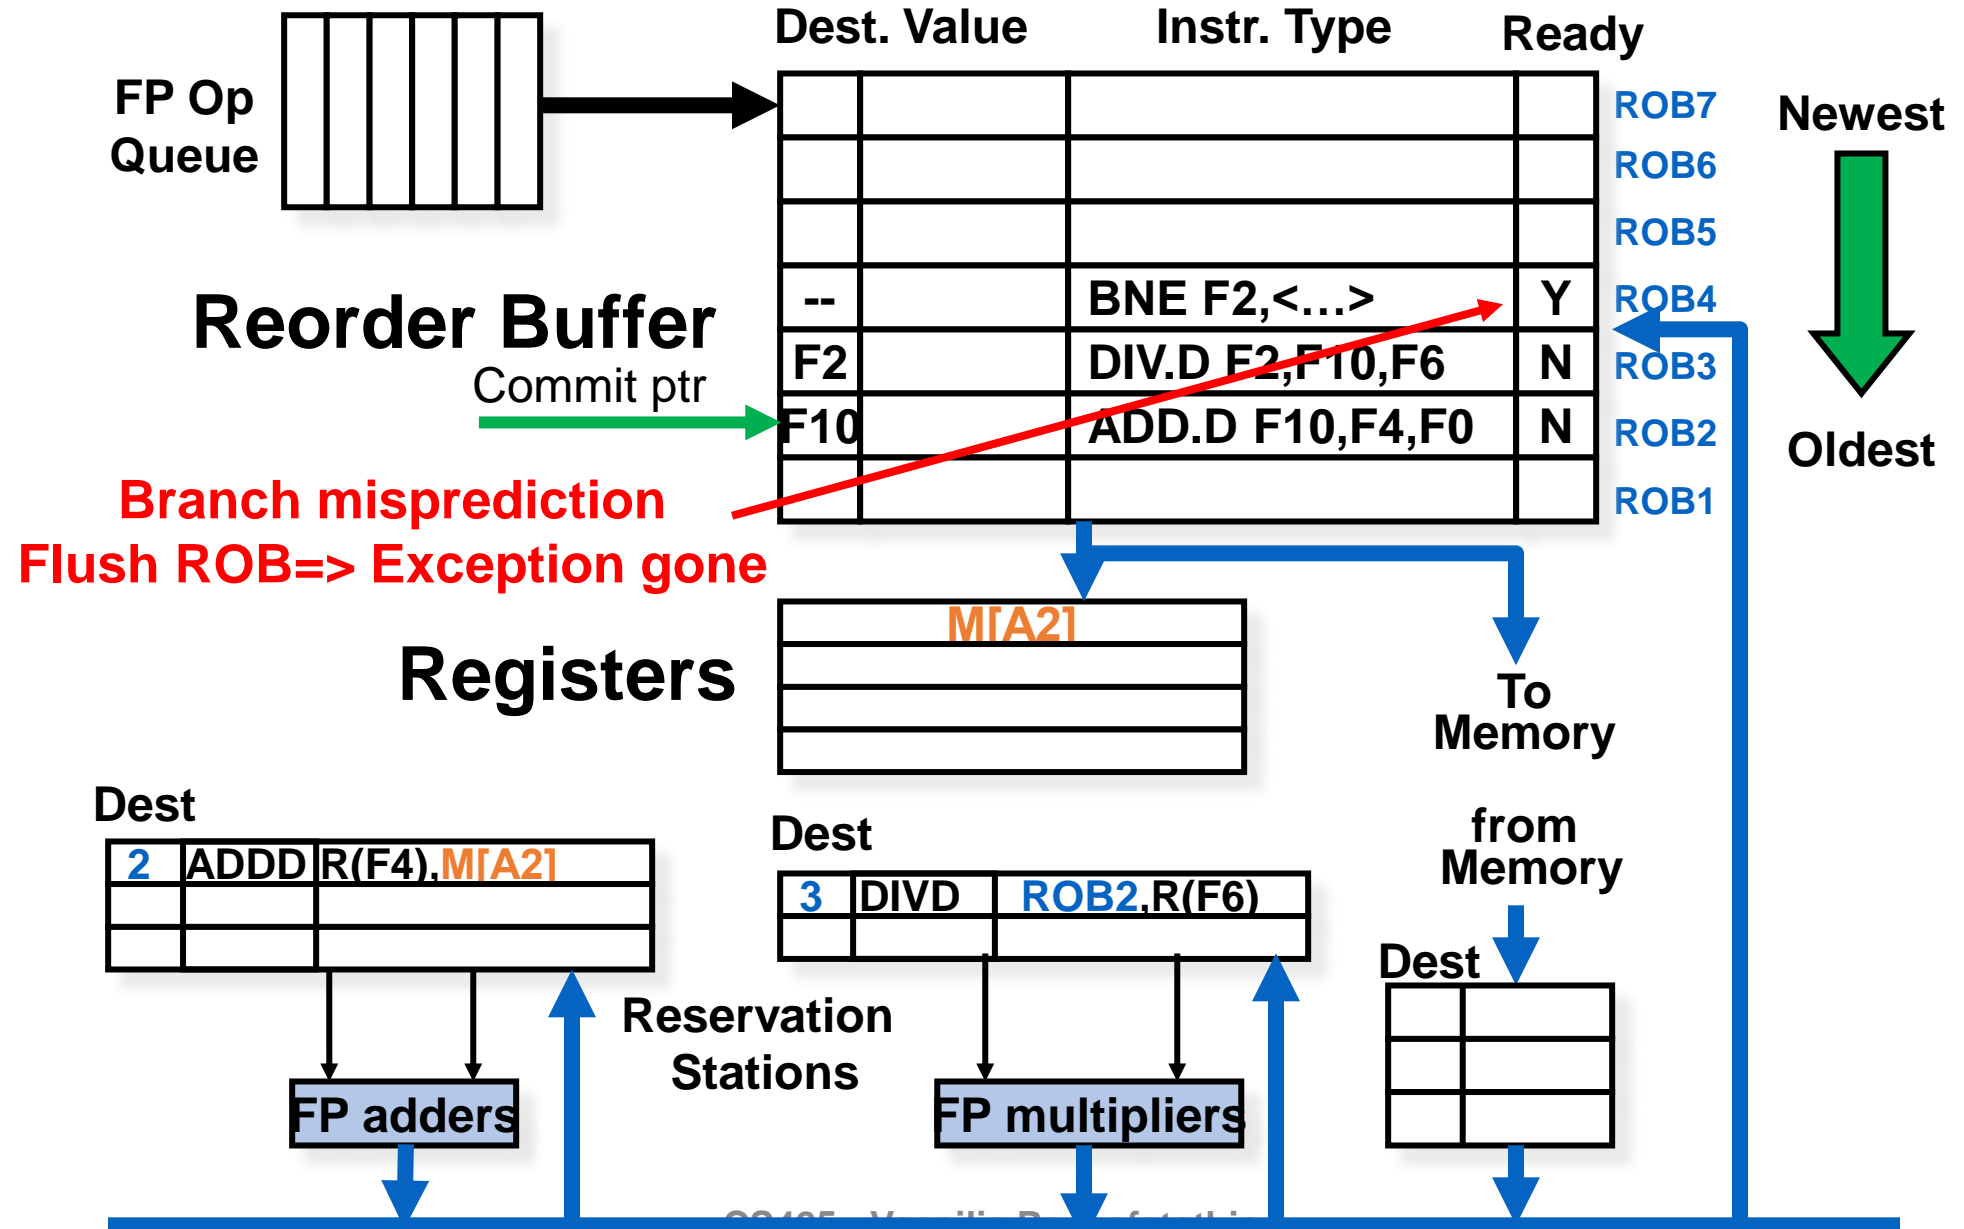 Dest. Value Instr. Type Ready
FP Op
Queue
ROB7
Newest
ROB6
ROB5
Reorder Buffer
-- BNE F2,<…> Y ROB4
F2 DIV.D F2,F10,F6 N ROB3
Commit ptr
F10 ADD.D F10,F4,F0 N ROB2
Oldest
ROB1
Branch misprediction
Flush ROB=> Exception gone
M[A2]
Registers
To
Memory
Dest
2 ADDD R(F4),M[A2]
Dest
3 DIVD ROB2,R(F6)
from
Memory
Dest
Reservation
Stations
FP adders
FP multipliers